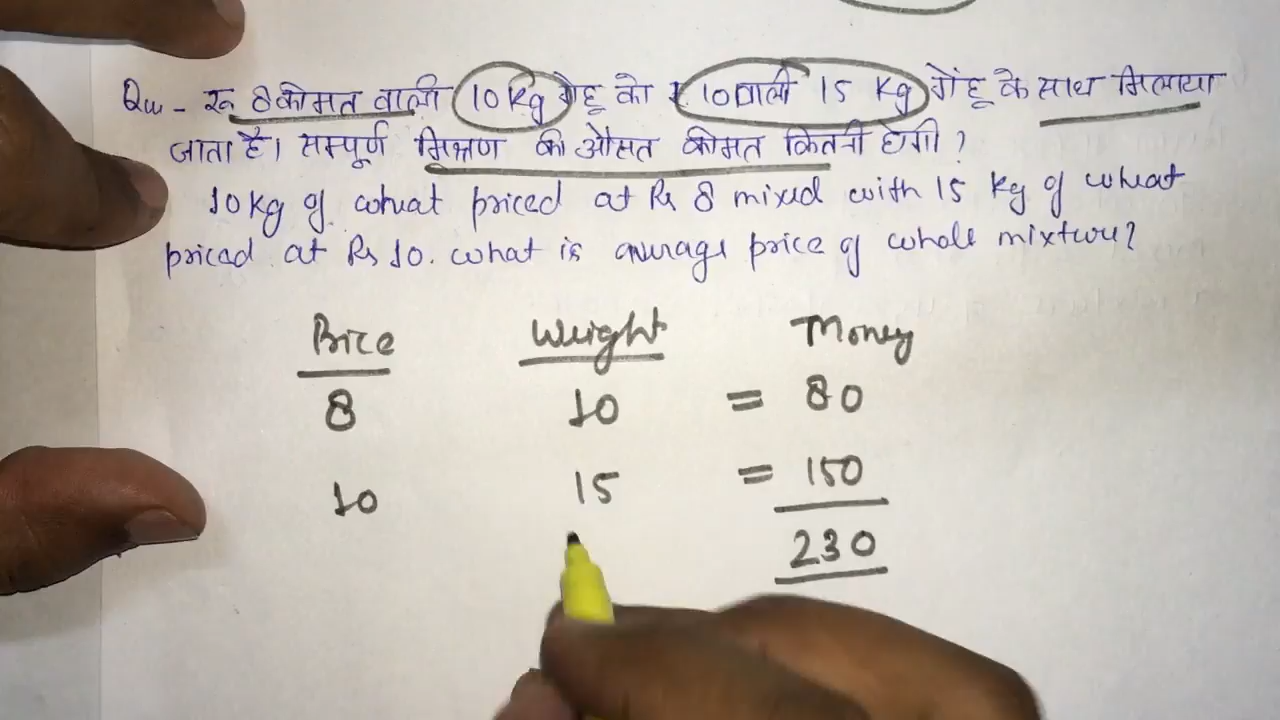 Qu- रू 8 कीमत वाली 10 Kg गेहू को रु 10 वाली 15 Kg गेंहू के साथ मिलाया
जाता है। सम्पूर्ण मिश्रण की औसत कीमत कितनी होगी ?
10 Kg of wheat priced at Rs 8 mixed with 15 Kg of wheat
priced at Rs 10. what is average price of whole mixture?
Price Weight Money
8 10 = 80
10 15 = 150
230